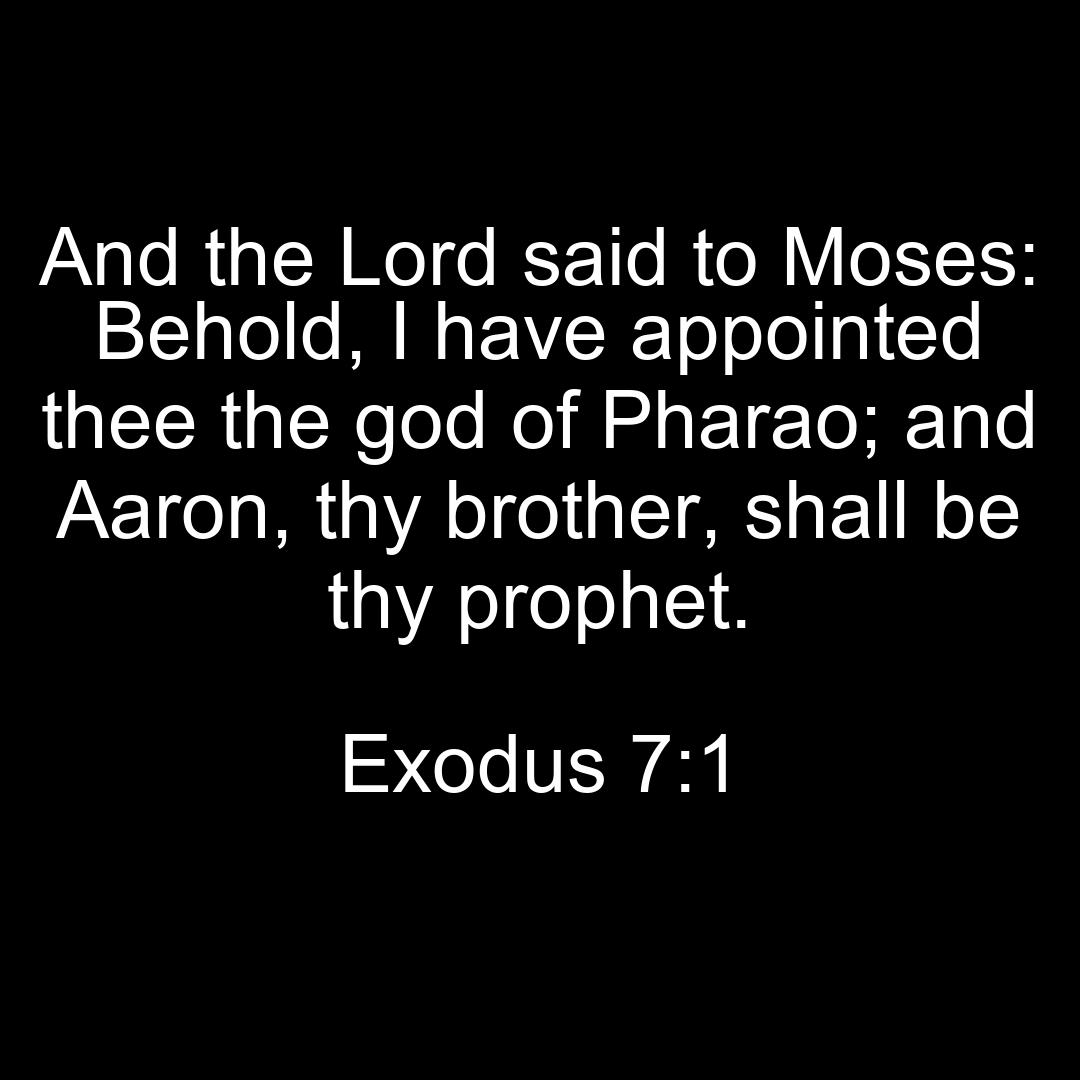 And the Lord said to Moses:
Behold, I have appointed
thee the god of Pharao; and
Aaron, thy brother, shall be
thy prophet.
Exodus 7:1